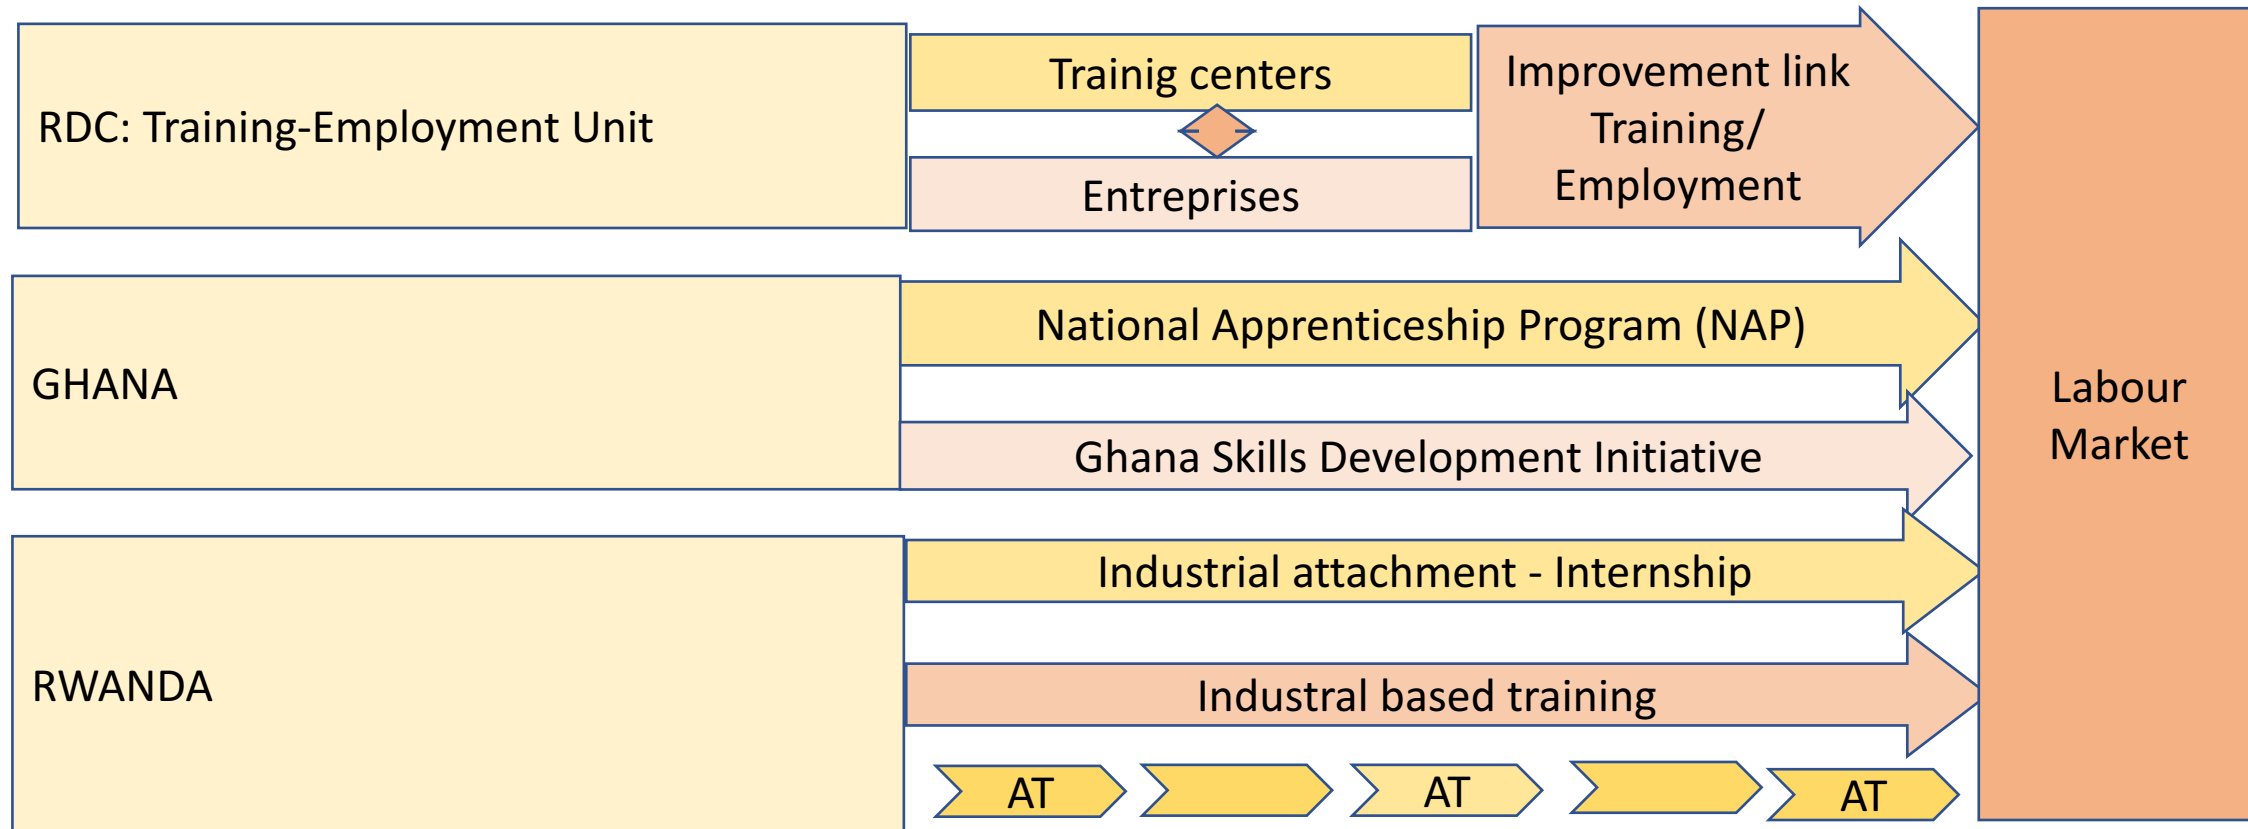 RDC: Training-Employment Unit
Trainig centers
Entreprises
Improvement link
Training/
Employment
GHANA
National Apprenticeship Program (NAP)
Ghana Skills Development Initiative
Labour
Market
RWANDA
Industrial attachment - Internship
Industral based training
AT
AT
AT